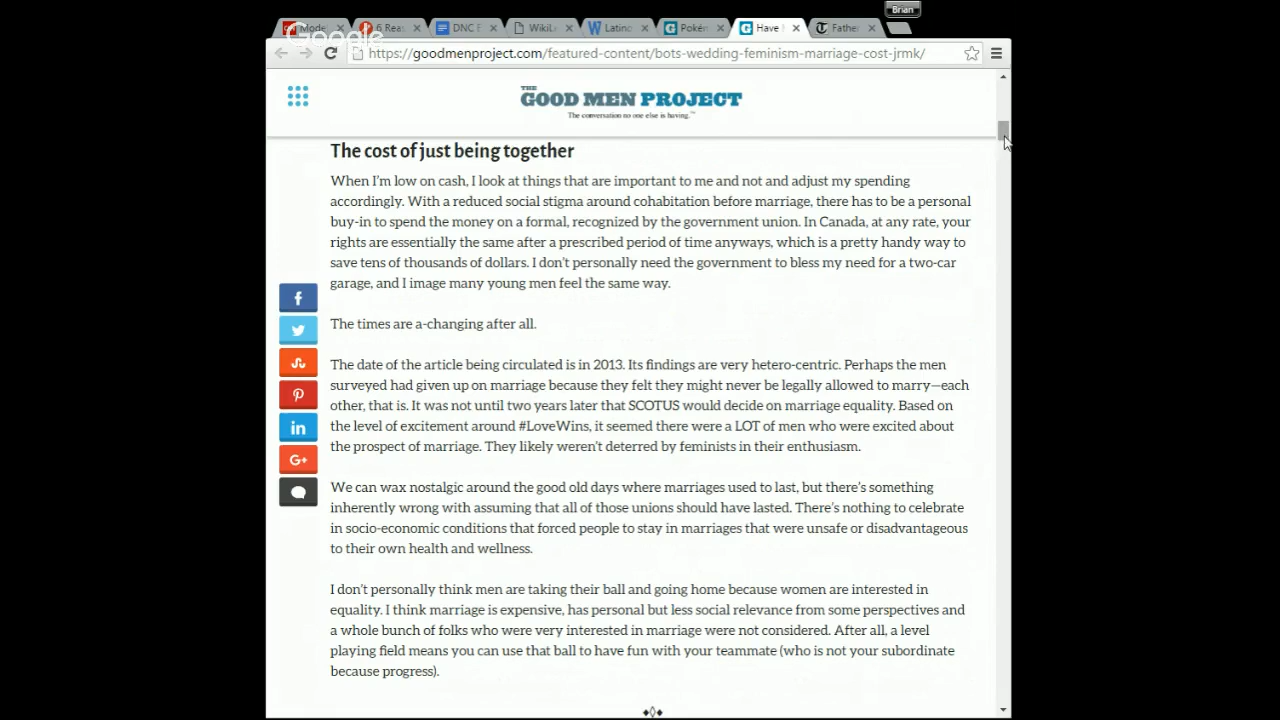 Brian
Mode
6 Rea
DNC E
WikiL
Latino
Pokém
Have
Fathe
Google
https://goodmenproject.com/featured-content/bots-wedding-feminism-marriage-cost-jrmk/
THE
GOOD MEN PROJECT
The conversation no one else is having.™
The cost of just being together
When I'm low on cash, I look at things that are important to me and not and adjust my spending
accordingly. With a reduced social stigma around cohabitation before marriage, there has to be a personal
buy-in to spend the money on a formal, recognized by the government union. In Canada, at any rate, your
rights are essentially the same after a prescribed period of time anyways, which is a pretty handy way to
save tens of thousands of dollars. I don't personally need the government to bless my need for a two-car
garage, and I image many young men feel the same way.
The times are a-changing after all.
The date of the article being circulated is in 2013. Its findings are very hetero-centric. Perhaps the men
surveyed had given up on marriage because they felt they might never be legally allowed to marry—each
other, that is. It was not until two years later that SCOTUS would decide on marriage equality. Based on
the level of excitement around #LoveWins, it seemed there were a LOT of men who were excited about
the prospect of marriage. They likely weren't deterred by feminists in their enthusiasm.
We can wax nostalgic around the good old days where marriages used to last, but there's something
inherently wrong with assuming that all of those unions should have lasted. There's nothing to celebrate
in socio-economic conditions that forced people to stay in marriages that were unsafe or disadvantageous
to their own health and wellness.
I don't personally think men are taking their ball and going home because women are interested in
equality. I think marriage is expensive, has personal but less social relevance from some perspectives and
a whole bunch of folks who were very interested in marriage were not considered. After all, a level
playing field means you can use that ball to have fun with your teammate (who is not your subordinate
because progress).